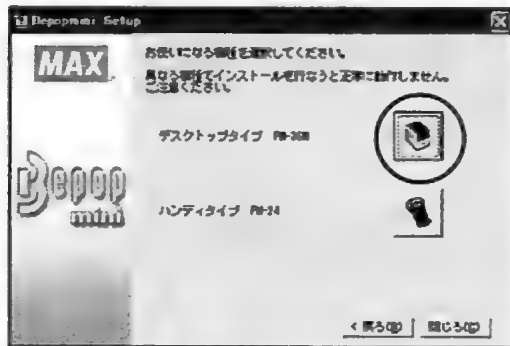 Bepopmini Setup
MAX
お使いになる機種を選択してください。
異なる機種でインストールを行なうと正常に動作しません。
ご注意ください。
デスクトップタイプ
Bepop
mini
ハンディタイプ PM-24
< 戻る(B)
閉じる(C)